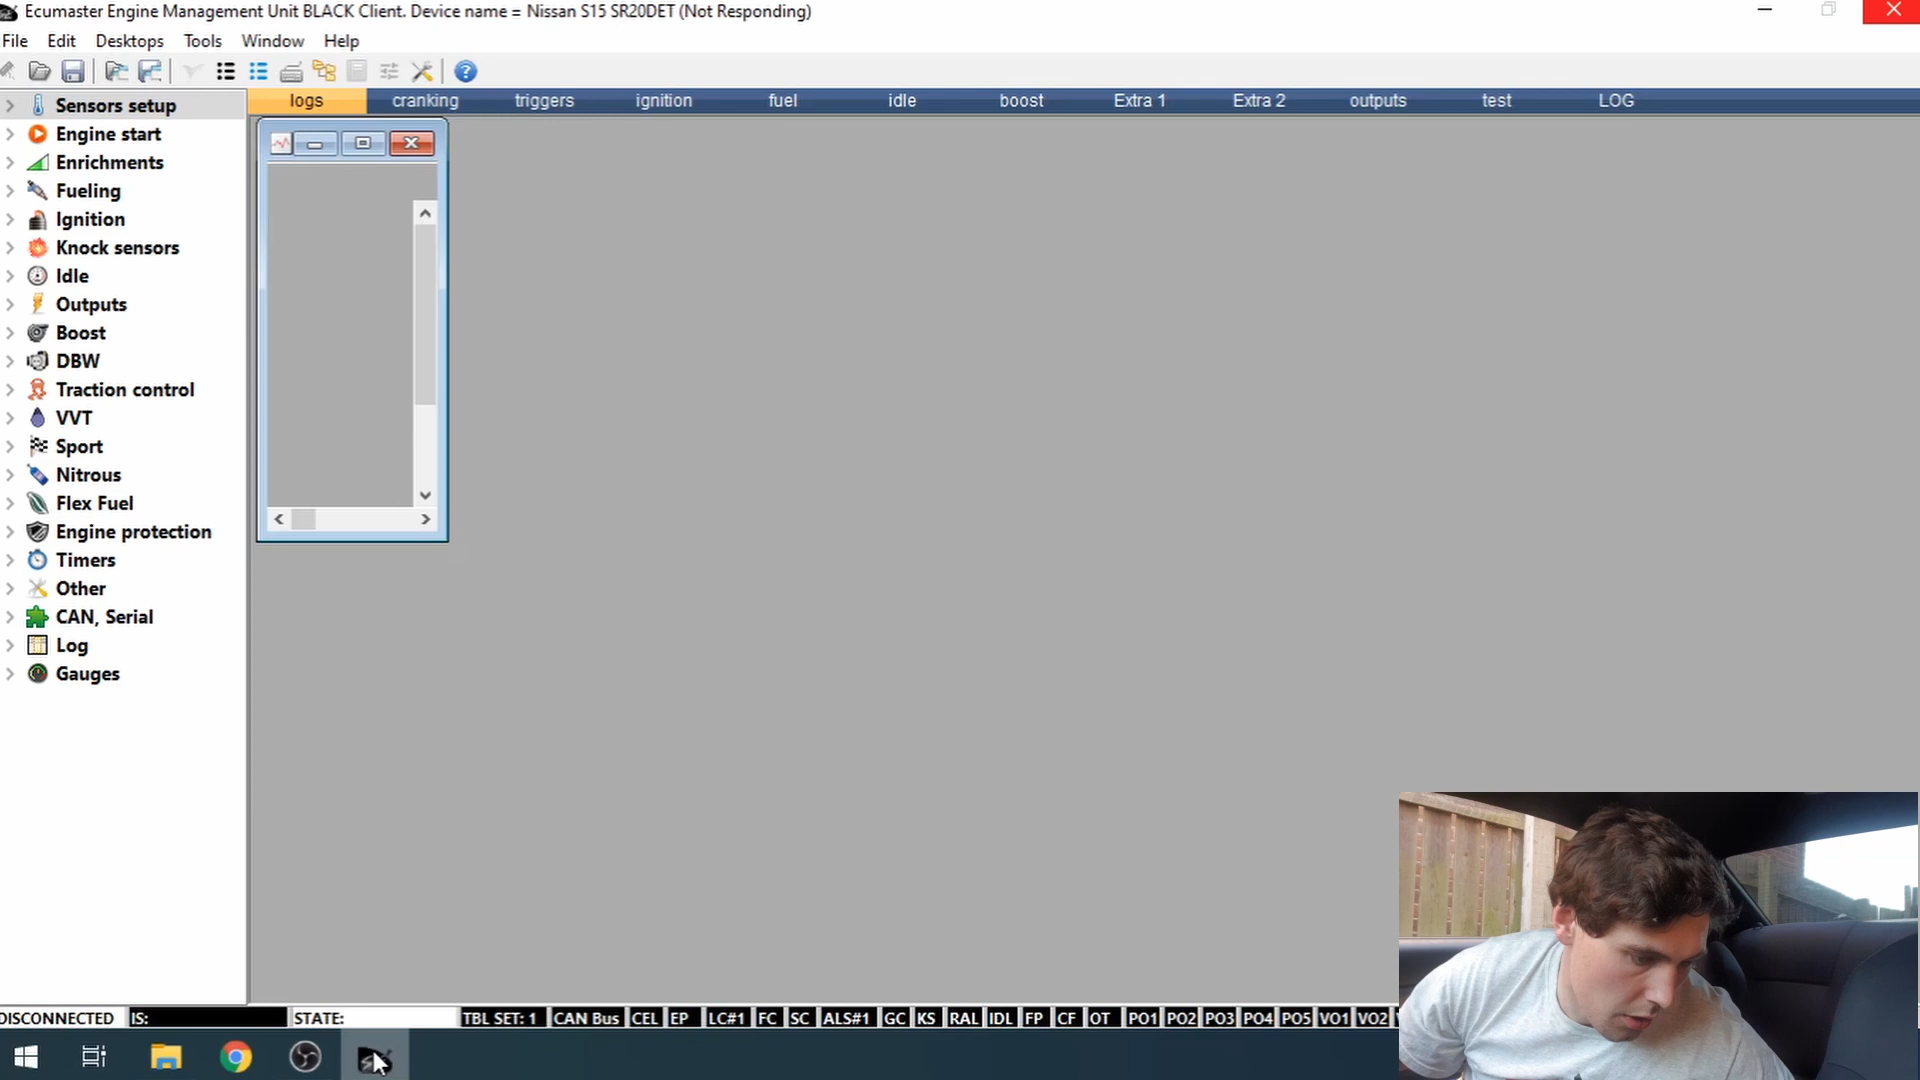 Ecumaster Engine Management Unit BLACK Client. Device name = Nissan S15 SR20DET (Not Responding)
File Edit Desktops Tools Window Help
logs cranking triggers ignition fuel idle boost Extra 1 Extra 2 outputs test LOG
Sensors setup
Engine start
Enrichments
Fueling
Ignition
Knock sensors
Idle
Outputs
Boost
DBW
Traction control
VVT
Sport
Nitrous
Flex Fuel
Engine protection
Timers
Other
CAN, Serial
Log
Gauges
DISCONNECTED IS: STATE: TBL SET: 1 CAN Bus CEL EP LC#1 FC SC ALS#1 GC KS RAL IDL FP CF OT PO1 PO2 PO3 PO4 PO5 VO1 VO2